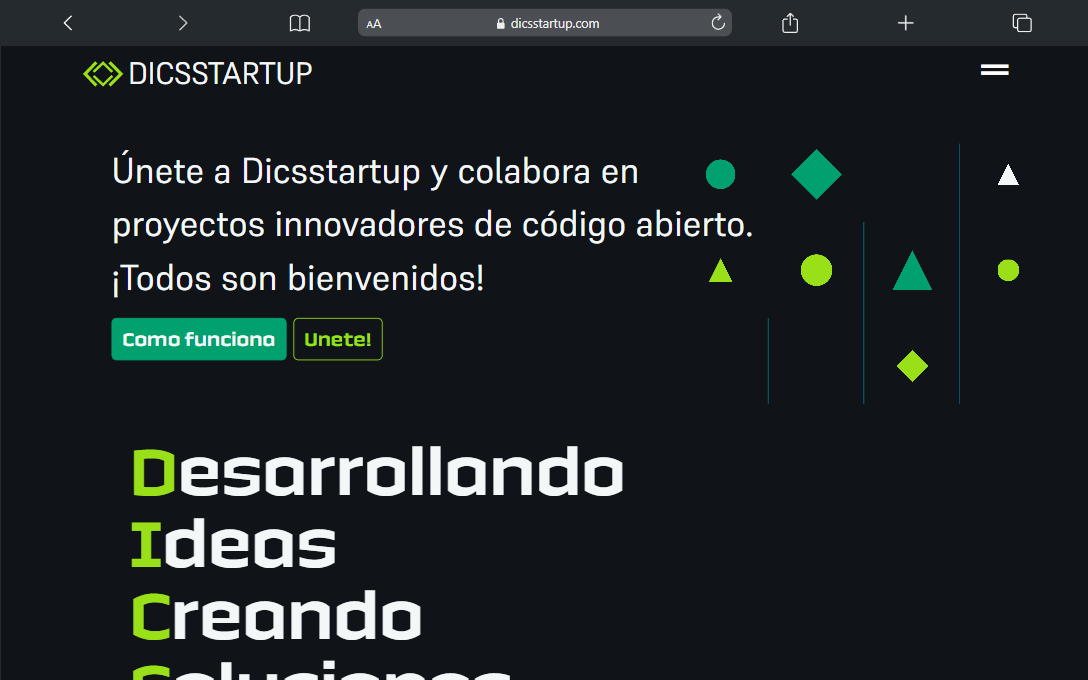 AA dicsstartup.com
DICSSTARTUP
Únete a Dicsstartup y colabora en
proyectos innovadores de código abierto.
¡Todos son bienvenidos!
Como funciona Unete!
Desarrollando
Ideas
Creando
Soluciones